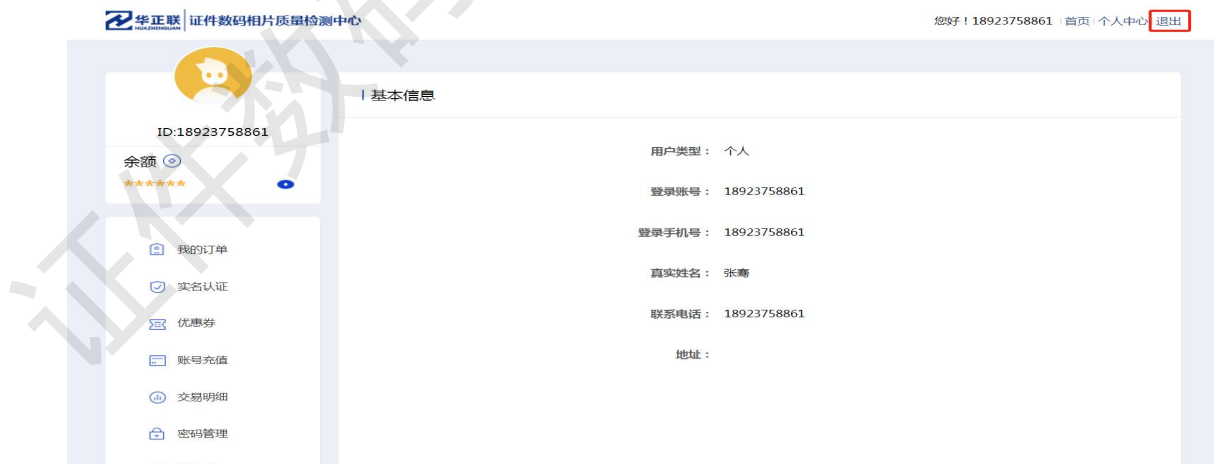 华正联 证件数码相片质量检测中心
HUAZHENGLIAN
您好！18923758861 首页 个人中心 退出
ID:18923758861
余额
******
我的订单
实名认证
优惠券
账号充值
交易明细
密码管理
基本信息
用户类型： 个人
登录账号： 18923758861
登录手机号： 18923758861
真实姓名： 张骞
联系电话： 18923758861
地址：
证件数码